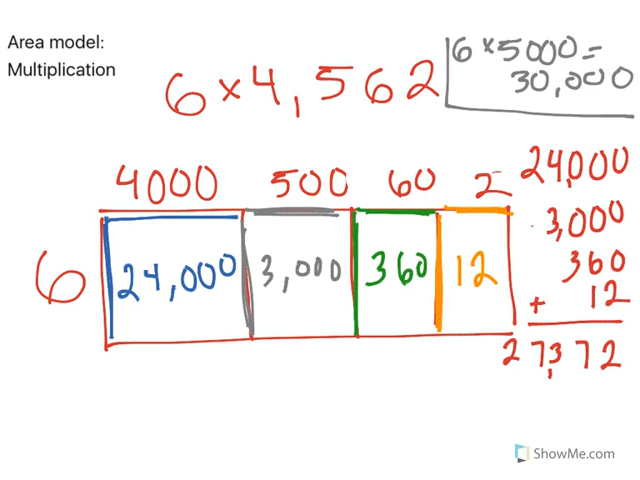 Area model:
Multiplication
6 × 4,562
6 × 5000 =
30,000
4000 500 60 2
6
24,000 3,000 360 12
24,000
3,000
360
+ 12
27,372
ShowMe.com